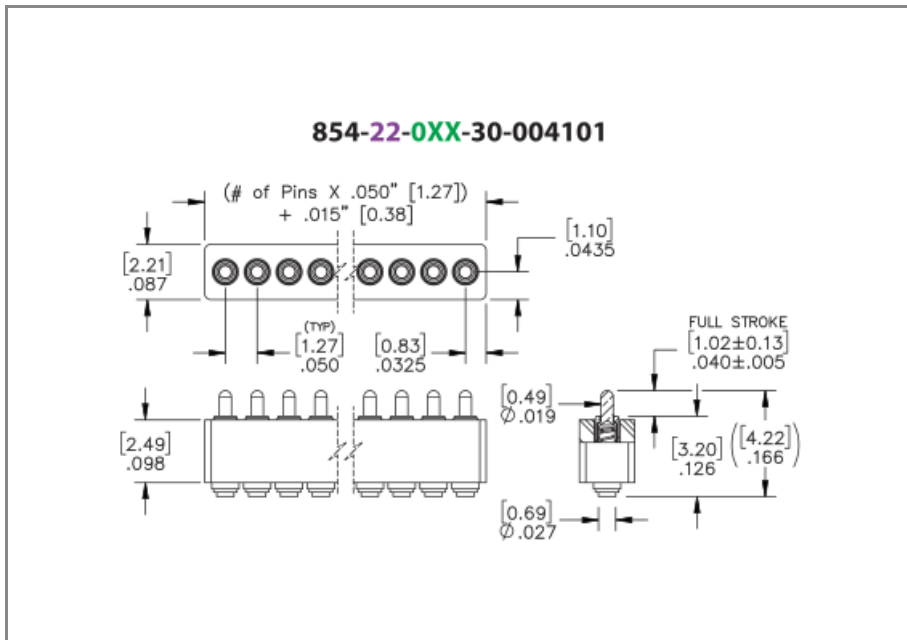 854-22-0XX-30-004101
(# of Pins X .050" [1.27])
+ .015" [0.38]
[1.10]
.0435
[2.21]
.087
(TYP)
[1.27]
.050
[0.83]
.0325
FULL STROKE
[1.02±0.13]
.040±.005
[0.49]
Ø.019
[2.49]
.098
[3.20]
.126
([4.22]
.166)
[0.69]
Ø.027